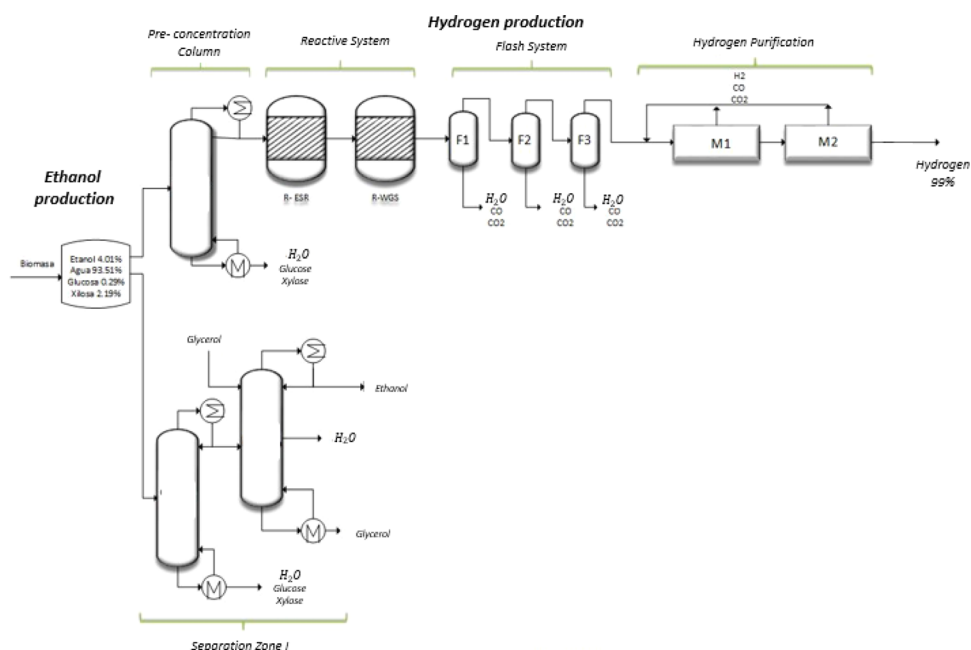 Hydrogen production
Pre- concentration
Column
Reactive System
Flash System
Hydrogen Purification
H2
CO
CO2
F1
F2
F3
M1
M2
R- ESR
R-WGS
H2O
CO
CO2
H2O
CO
CO2
H2O
CO
CO2
Hydrogen
99%
Ethanol
production
Biomasa
Etanol 4.01%
Agua 93.51%
Glucosa 0.29%
Xilosa 2.19%
M
H2O
Glucose
Xylase
Glycerol
Ethanol
H2O
M
Glycerol
M
H2O
Glucose
Xylase
Separation Zone I